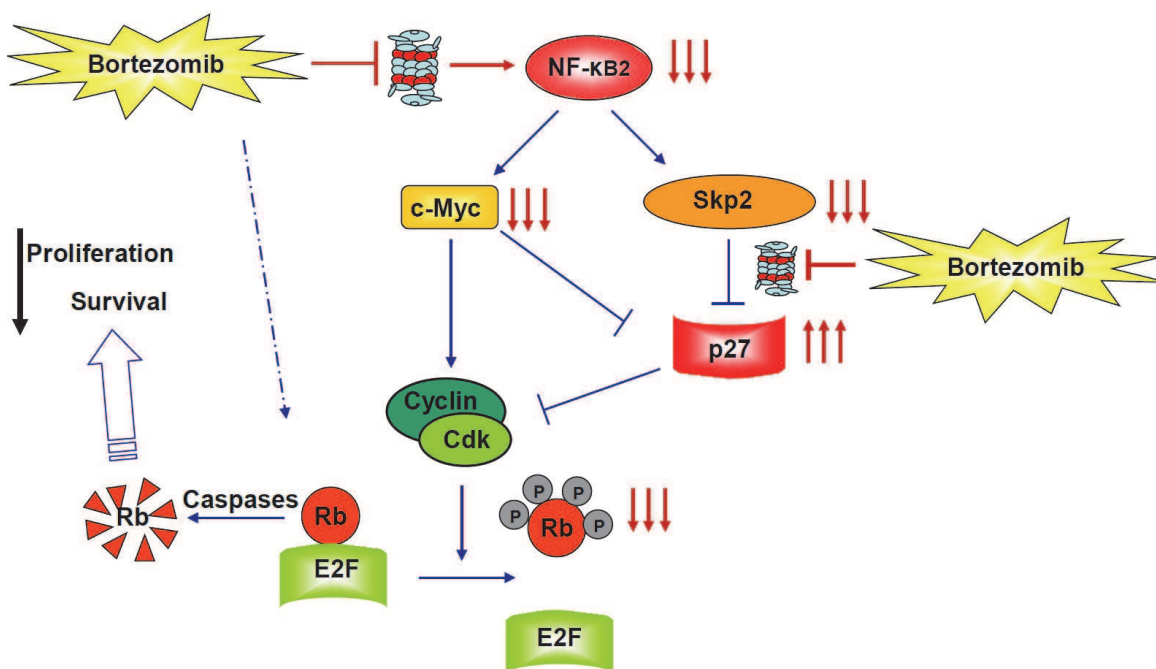 Bortezomib
NF-κB2
c-Myc
Skp2
Bortezomib
Proliferation
Survival
p27
Cyclin
Cdk
Caspases
Rb
Rb
E2F
P
P
P
P
Rb
E2F